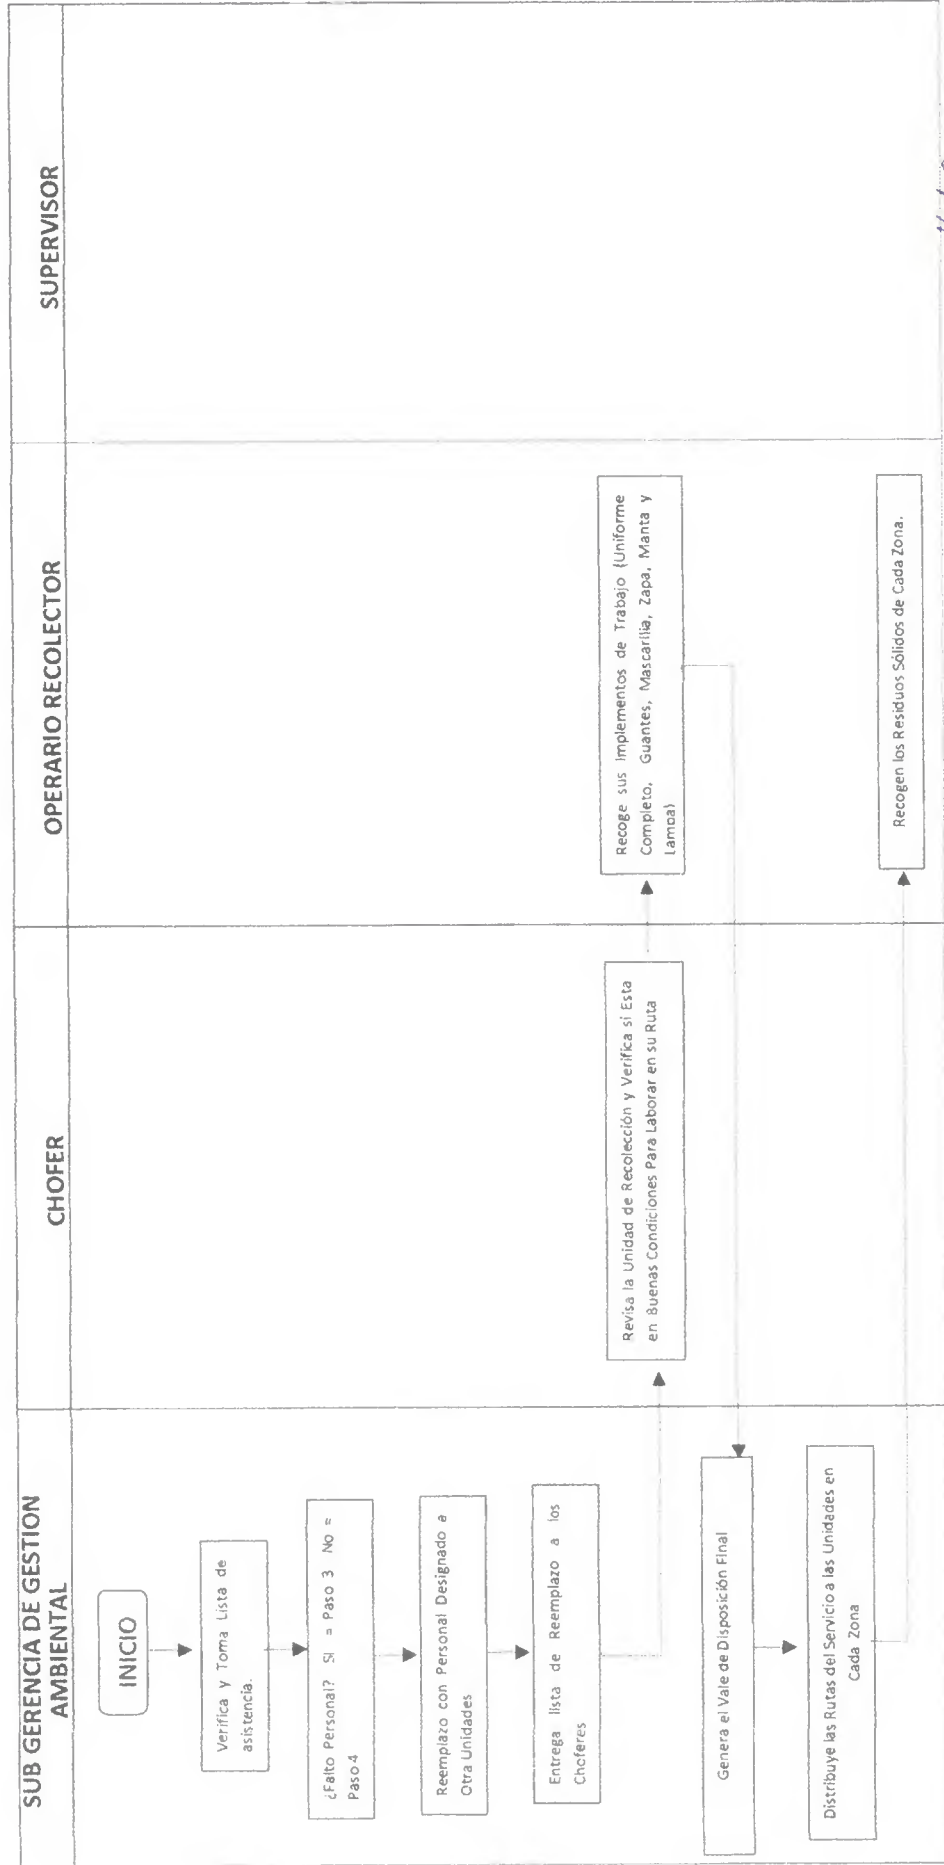 SUB GERENCIA DE GESTION
AMBIENTAL
CHOFER
OPERARIO RECOLECTOR
SUPERVISOR
INICIO
Verifica y Toma Lista de
asistencia.
¿Falto Personal? SI = Paso 3 No =
Paso 4
Reemplazo con Personal Designado a
Otra Unidades
Entrega lista de Reemplazo a los
Choferes
Revisa la Unidad de Recolección y Verifica si Esta
en Buenas Condiciones Para Laborar en su Ruta
Recoge sus Implementos de Trabajo (Uniforme
Completo, Guantes, Mascarilla, Zapa, Manta y
Lampa)
Genera el Vale de Disposición Final
Distribuye las Rutas del Servicio a las Unidades en
Cada Zona
Recogen los Residuos Sólidos de Cada Zona.